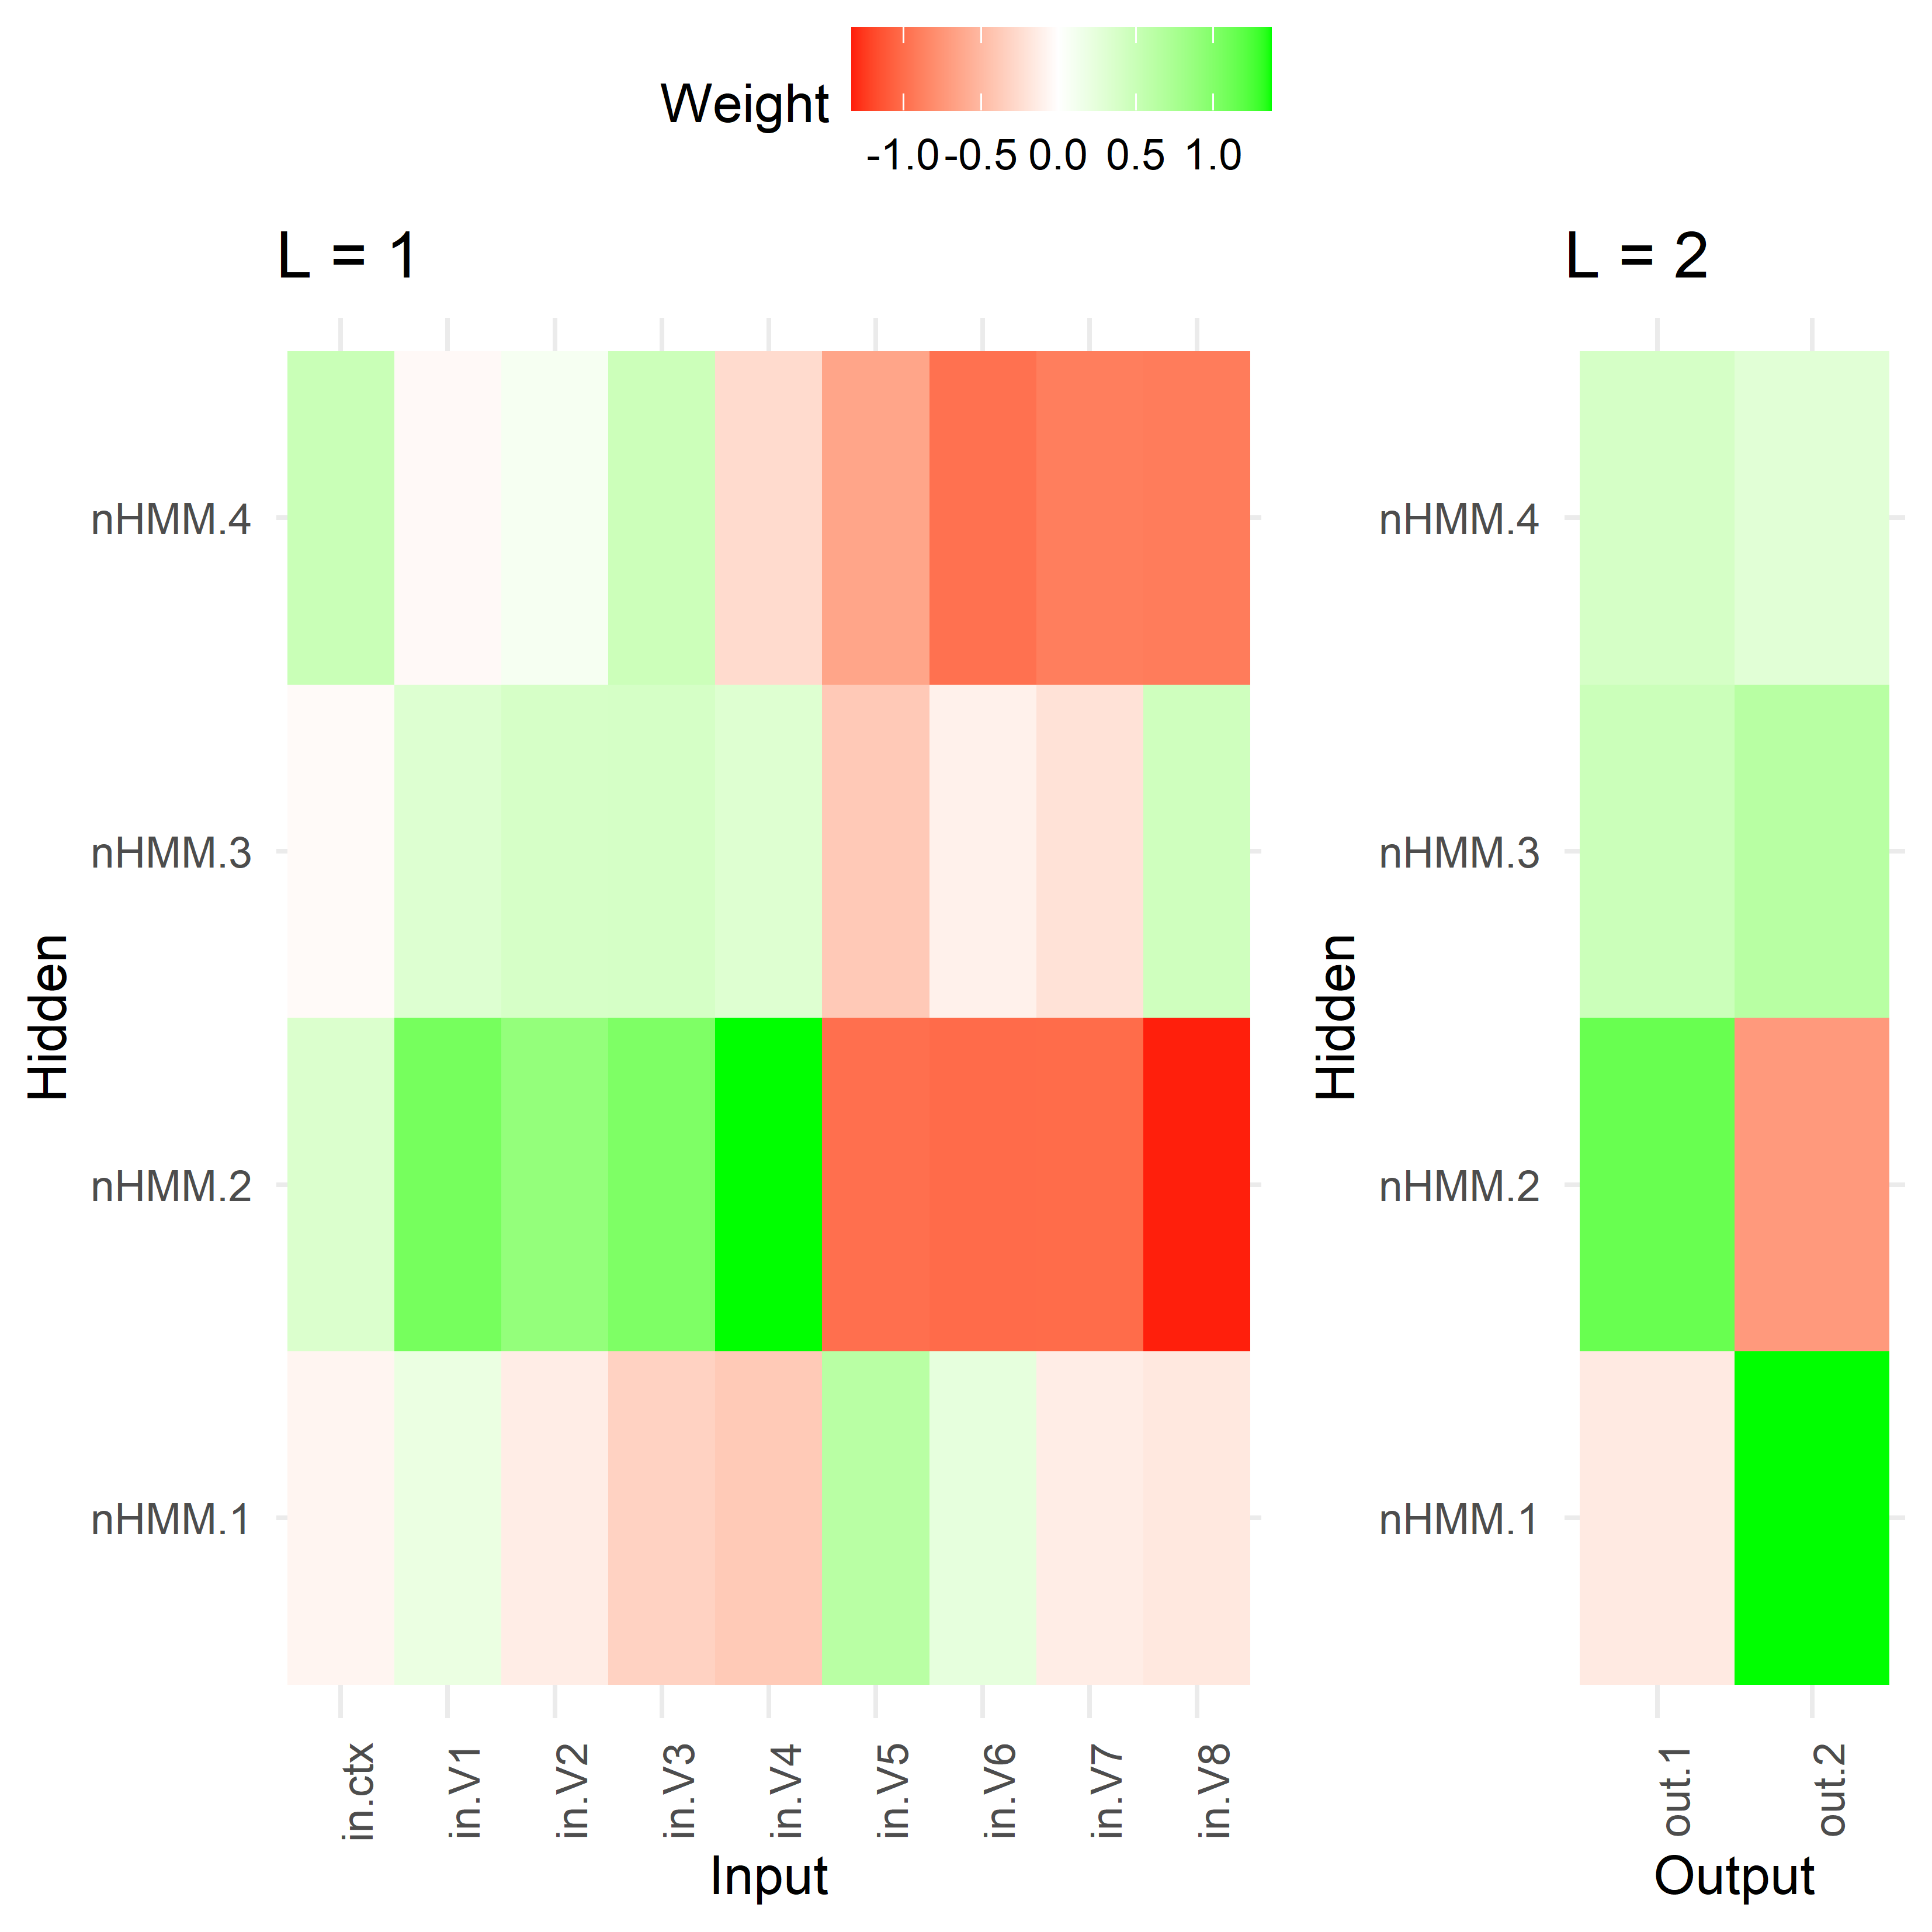 Weight
-1.0 -0.5 0.0 0.5 1.0
L = 1
L = 2
nHMM.4
nHMM.3
nHMM.2
nHMM.1
Hidden
in.ctx in.V1 in.V2 in.V3 in.V4 in.V5 in.V6 in.V7 in.V8
Input
nHMM.4
nHMM.3
nHMM.2
nHMM.1
Hidden
out.1 out.2
Output